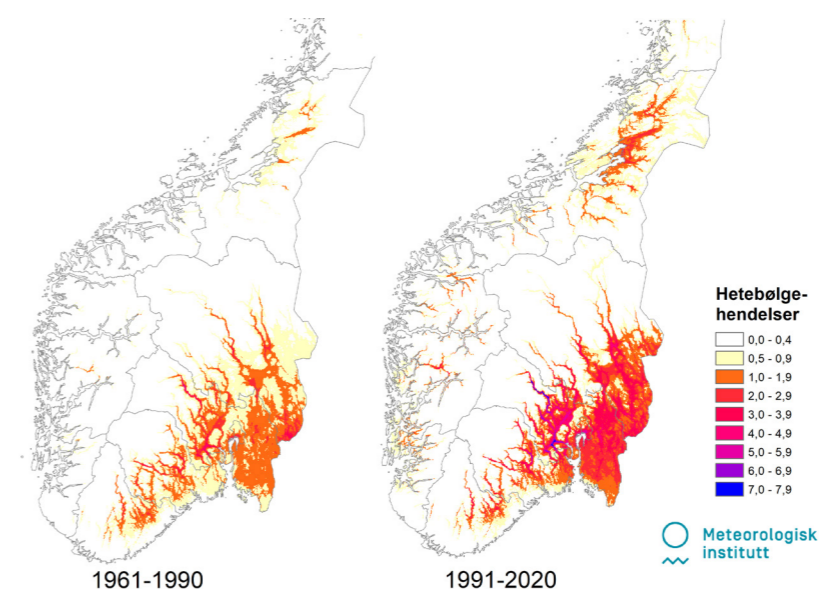 Hetebølge-
hendelser
0,0 - 0,4
0,5 - 0,9
1,0 - 1,9
2,0 - 2,9
3,0 - 3,9
4,0 - 4,9
5,0 - 5,9
6,0 - 6,9
7,0 - 7,9
Meteorologisk
institutt
1961-1990
1991-2020